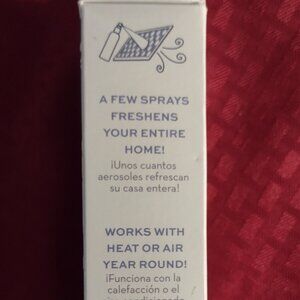 A FEW SPRAYS
FRESHENS
YOUR ENTIRE
HOME!
¡Unos cuantos
aerosoles refrescan
su casa entera!
WORKS WITH
HEAT OR AIR
YEAR ROUND!
¡Funciona con la
calefacción o el